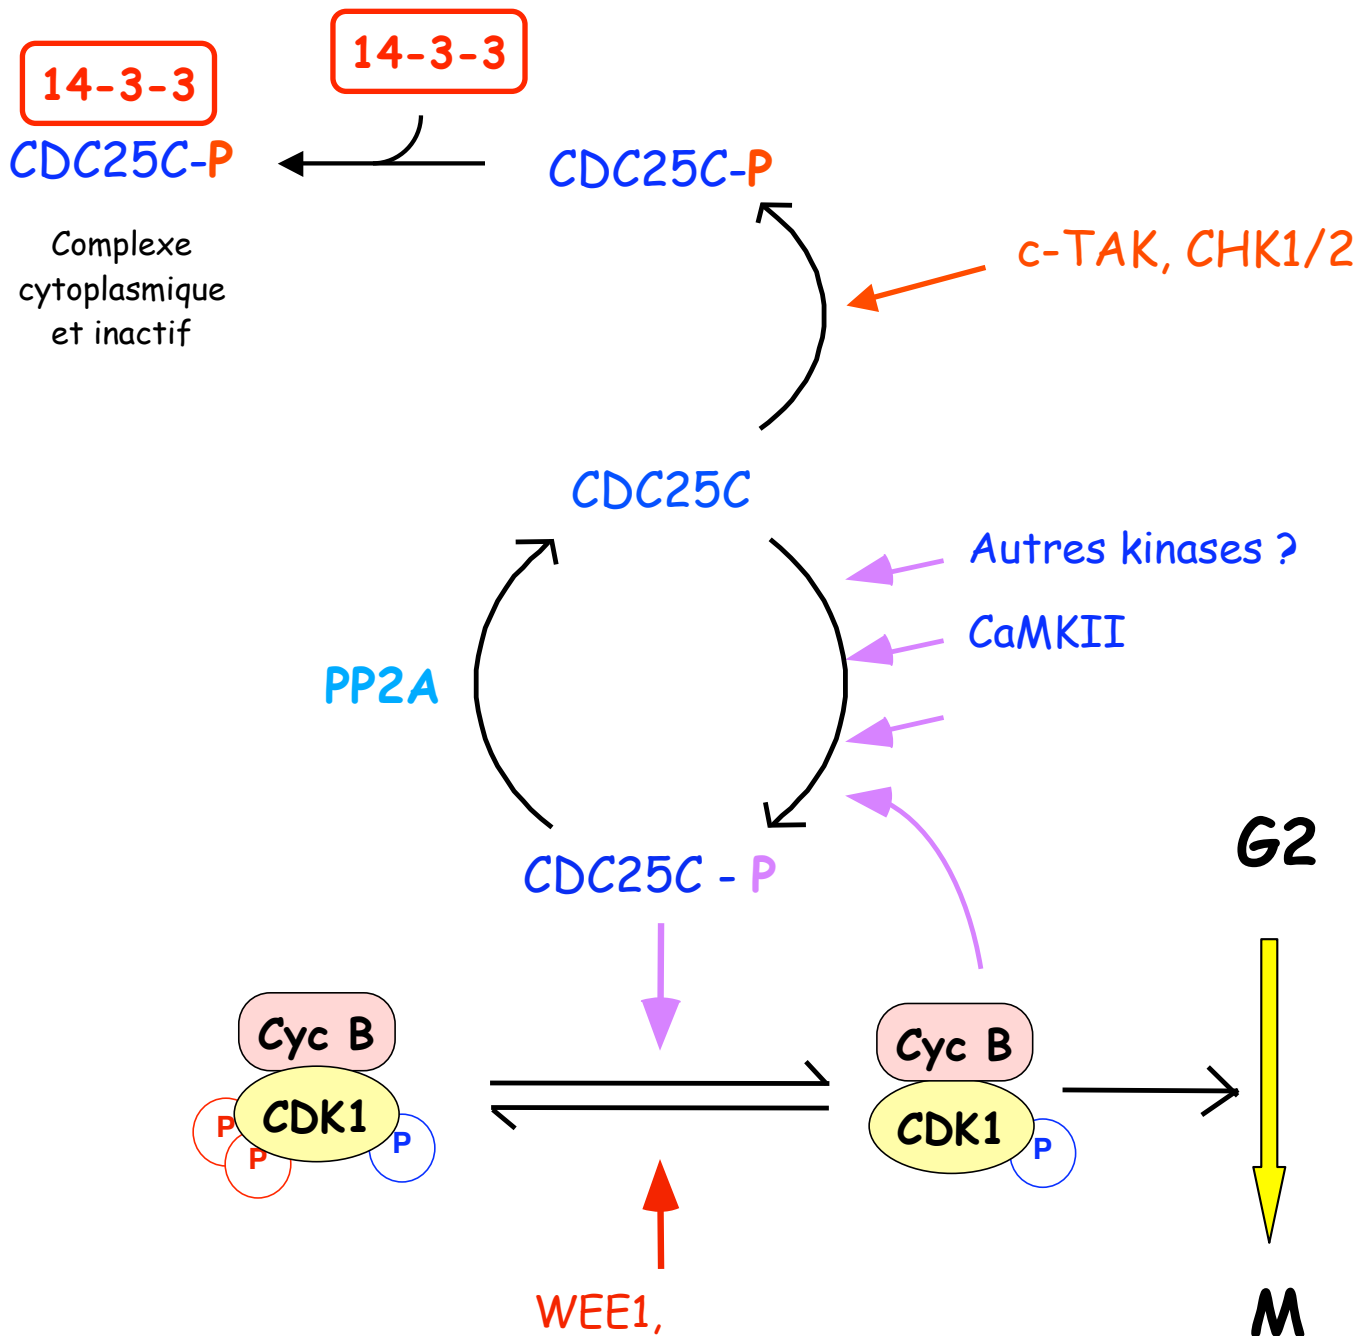 14-3-3
14-3-3
CDC25C-P
CDC25C-P
Complexe
cytoplasmique
et inactif
c-TAK, CHK1/2
CDC25C
Autres kinases ?
CaMKII
PP2A
CDC25C - P
G2
Cyc B
CDK1
P
P
P
Cyc B
CDK1
P
WEE1,
M